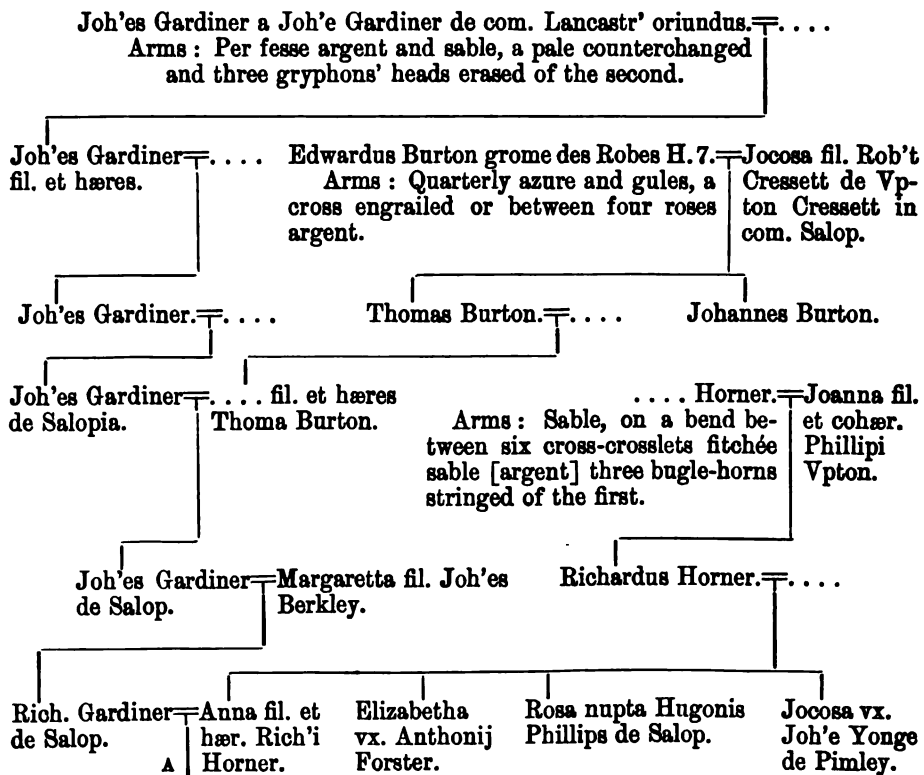 Joh'es Gardiner a Joh'e Gardiner de com. Lancastr' oriundus.=....
Arms : Per fesse argent and sable, a pale counterchanged
and three gryphons' heads erased of the second.
Joh'es Gardiner=....
fil. et hæres.
Edwardus Burton grome des Robes H. 7.=Jocosa fil. Rob't
Arms : Quarterly azure and gules, a
cross engrailed or between four roses
argent.
Cressett de Vp-
ton Cressett in
com. Salop.
Joh'es Gardiner.=....
Thomas Burton.=....
Johannes Burton.
Joh'es Gardiner=.... fil. et hæres
de Salopia.
Thoma Burton.
.... Horner.=Joanna fil.
Arms : Sable, on a bend be-
tween six cross-crosslets fitchée
sable [argent] three bugle-horns
stringed of the first.
et cohær.
Phillipi
Vpton.
Joh'es Gardiner=Margaretta fil. Joh'es
de Salop.
Berkley.
Richardus Horner.=....
Rich. Gardiner=Anna fil. et
de Salop.
hær. Rich'i
A
Horner.
Elizabetha
vx. Anthonij
Forster.
Rosa nupta Hugonis
Phillips de Salop.
Jocosa vx.
Joh'e Yonge
de Pimley.